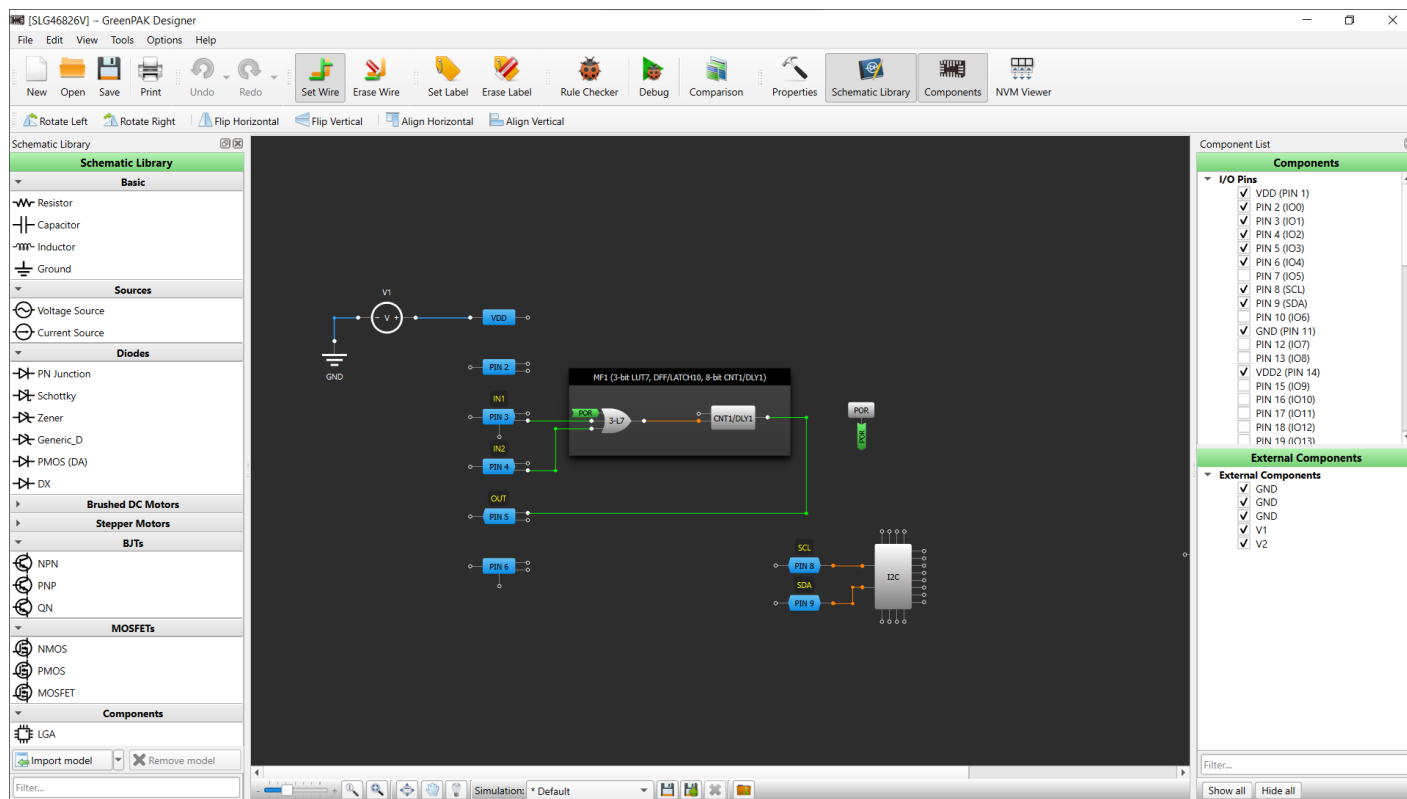 [SLG46826V] -- GreenPAK Designer
File Edit View Tools Options Help
New Open Save Print Undo Redo Set Wire Erase Wire Set Label Erase Label Rule Checker Debug Comparison Properties Schematic Library Components NVM Viewer
Rotate Left Rotate Right Flip Horizontal Flip Vertical Align Horizontal Align Vertical
Schematic Library
Schematic Library
Basic
Resistor
Capacitor
Inductor
Ground
Sources
Voltage Source
Current Source
Diodes
PN Junction
Schottky
Zener
Generic_D
PMOS (DA)
DX
Brushed DC Motors
Stepper Motors
BJTs
NPN
PNP
QN
MOSFETs
NMOS
PMOS
MOSFET
Components
LGA
Import model Remove model
Filter...
V1
- V +
VDD
GND
PIN 2
IN1
PIN 3
IN2
PIN 4
OUT
PIN 5
PIN 6
MF1 (3-bit LUT7, DFF/LATCH10, 8-bit CNT1/DLY1)
POR
3-L7
CNT1/DLY1
POR
POR
SCL
PIN 8
SDA
PIN 9
I2C
- + Simulation: * Default
Component List
Components
I/O Pins
VDD (PIN 1)
PIN 2 (IO0)
PIN 3 (IO1)
PIN 4 (IO2)
PIN 5 (IO3)
PIN 6 (IO4)
PIN 7 (IO5)
PIN 8 (SCL)
PIN 9 (SDA)
PIN 10 (IO6)
GND (PIN 11)
PIN 12 (IO7)
PIN 13 (IO8)
VDD2 (PIN 14)
PIN 15 (IO9)
PIN 16 (IO10)
PIN 17 (IO11)
PIN 18 (IO12)
PIN 19 (IO13)
External Components
External Components
GND
GND
GND
V1
V2
Filter...
Show all Hide all